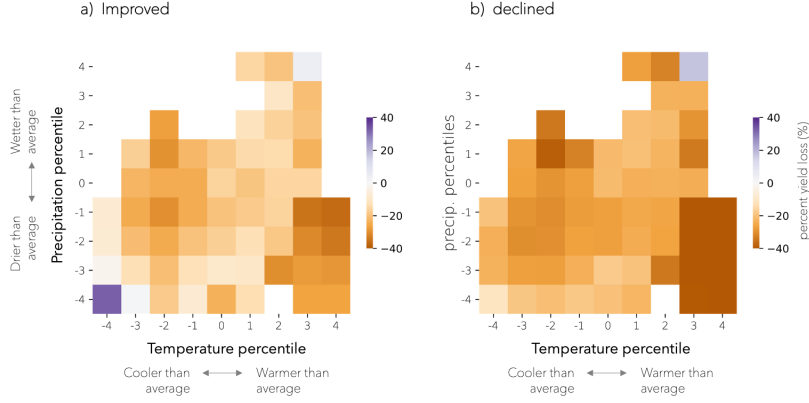 a) Improved
b) declined
Wetter than
average
Drier than
average
Precipitation percentile
4
3
2
1
0
-1
-2
-3
-4
-4 -3 -2 -1 0 1 2 3 4
Temperature percentile
Cooler than
average
Warmer than
average
40
20
0
−20
−40
precip. percentiles
4
3
2
1
0
-1
-2
-3
-4
-4 -3 -2 -1 0 1 2 3 4
Temperature percentile
Cooler than
average
Warmer than
average
40
20
0
−20
−40
percent yield loss (%)